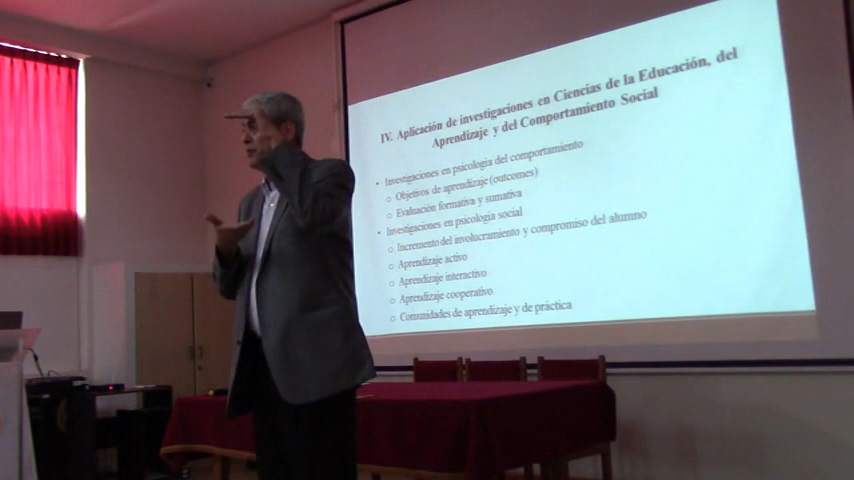 IV. Aplicación de investigaciones en Ciencias de la Educación, del
Aprendizaje y del Comportamiento Social
• Investigaciones en psicologia del comportamiento
o Objetivos de aprendizaje (outcomes)
o Evaluación formativa y sumativa
• Investigaciones en psicologia social
o Incremento del involucramiento y compromiso del alumno
o Aprendizaje activo
o Aprendizaje interactivo
o Aprendizaje cooperativo
o Comunidades de aprendizaje y de práctica